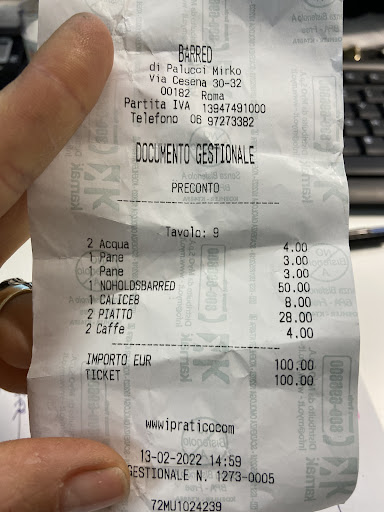 BARRED
di Palucci Mirko
Via Cesena 30-32
00182 Roma
Partita IVA 13947491000
Telefono 06 97273382
DOCUMENTO GESTIONALE
PRECONTO
Tavolo: 9
2 Acqua 4.00
1 Pane 3.00
1 Pane 3.00
1 NOHOLDSBARRED 50.00
1 CALICE8 8.00
2 PIATTO 28.00
2 Caffe 4.00
IMPORTO EUR 100.00
TICKET 100.00
www.ipratico.com
13-02-2022 14:59
GESTIONALE N. 1273-0005
72MU1024239